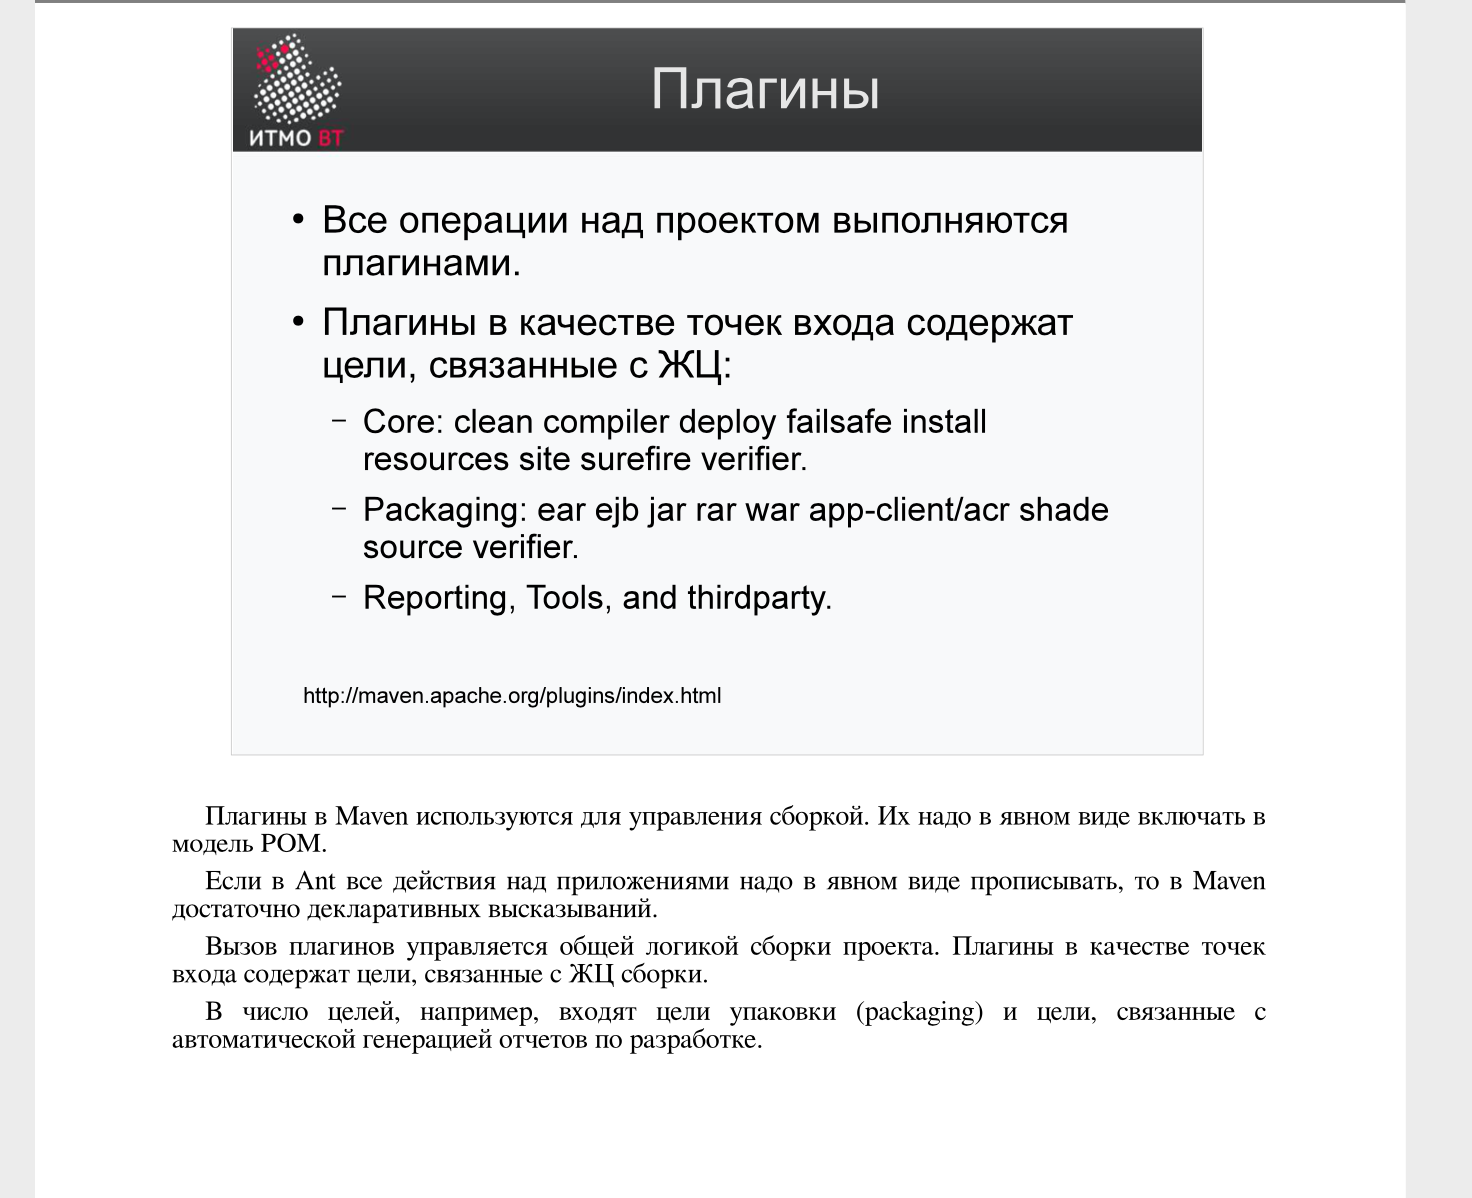 ИТМО ВТ
Плагины
• Все операции над проектом выполняются
плагинами.
• Плагины в качестве точек входа содержат
цели, связанные с ЖЦ:
– Core: clean compiler deploy failsafe install
resources site surefire verifier.
– Packaging: ear ejb jar rar war app-client/acr shade
source verifier.
– Reporting, Tools, and thirdparty.
http://maven.apache.org/plugins/index.html
Плагины в Maven используются для управления сборкой. Их надо в явном виде включать в
модель POM.
Если в Ant все действия над приложениями надо в явном виде прописывать, то в Maven
достаточно декларативных высказываний.
Вызов плагинов управляется общей логикой сборки проекта. Плагины в качестве точек
входа содержат цели, связанные с ЖЦ сборки.
В число целей, например, входят цели упаковки (packaging) и цели, связанные с
автоматической генерацией отчетов по разработке.